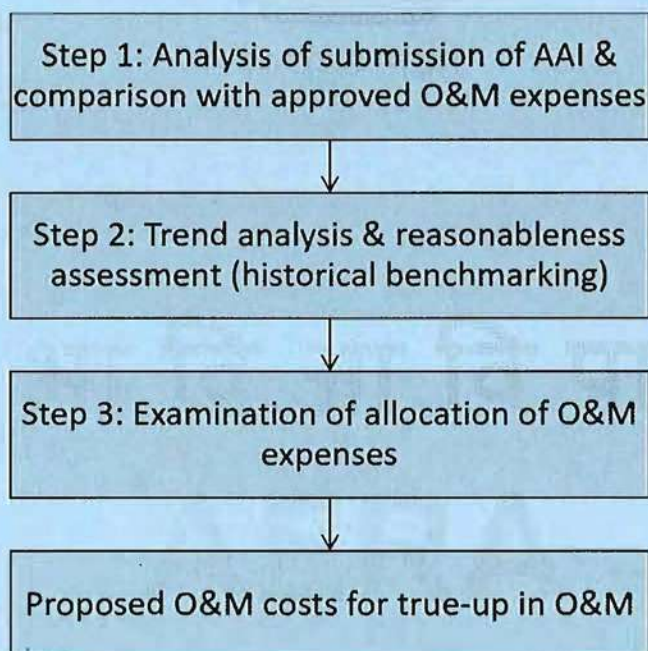 Step 1: Analysis of submission of AAI &
comparison with approved O&M expenses
Step 2: Trend analysis & reasonableness
assessment (historical benchmarking)
Step 3: Examination of allocation of O&M
expenses
Proposed O&M costs for true-up in O&M